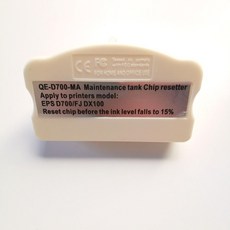 QE-D700-MA Maintenance tank Chip resetter
Apply to printers model:
EPS D700/FJ DX100
Reset chip before the ink level falls to 15%